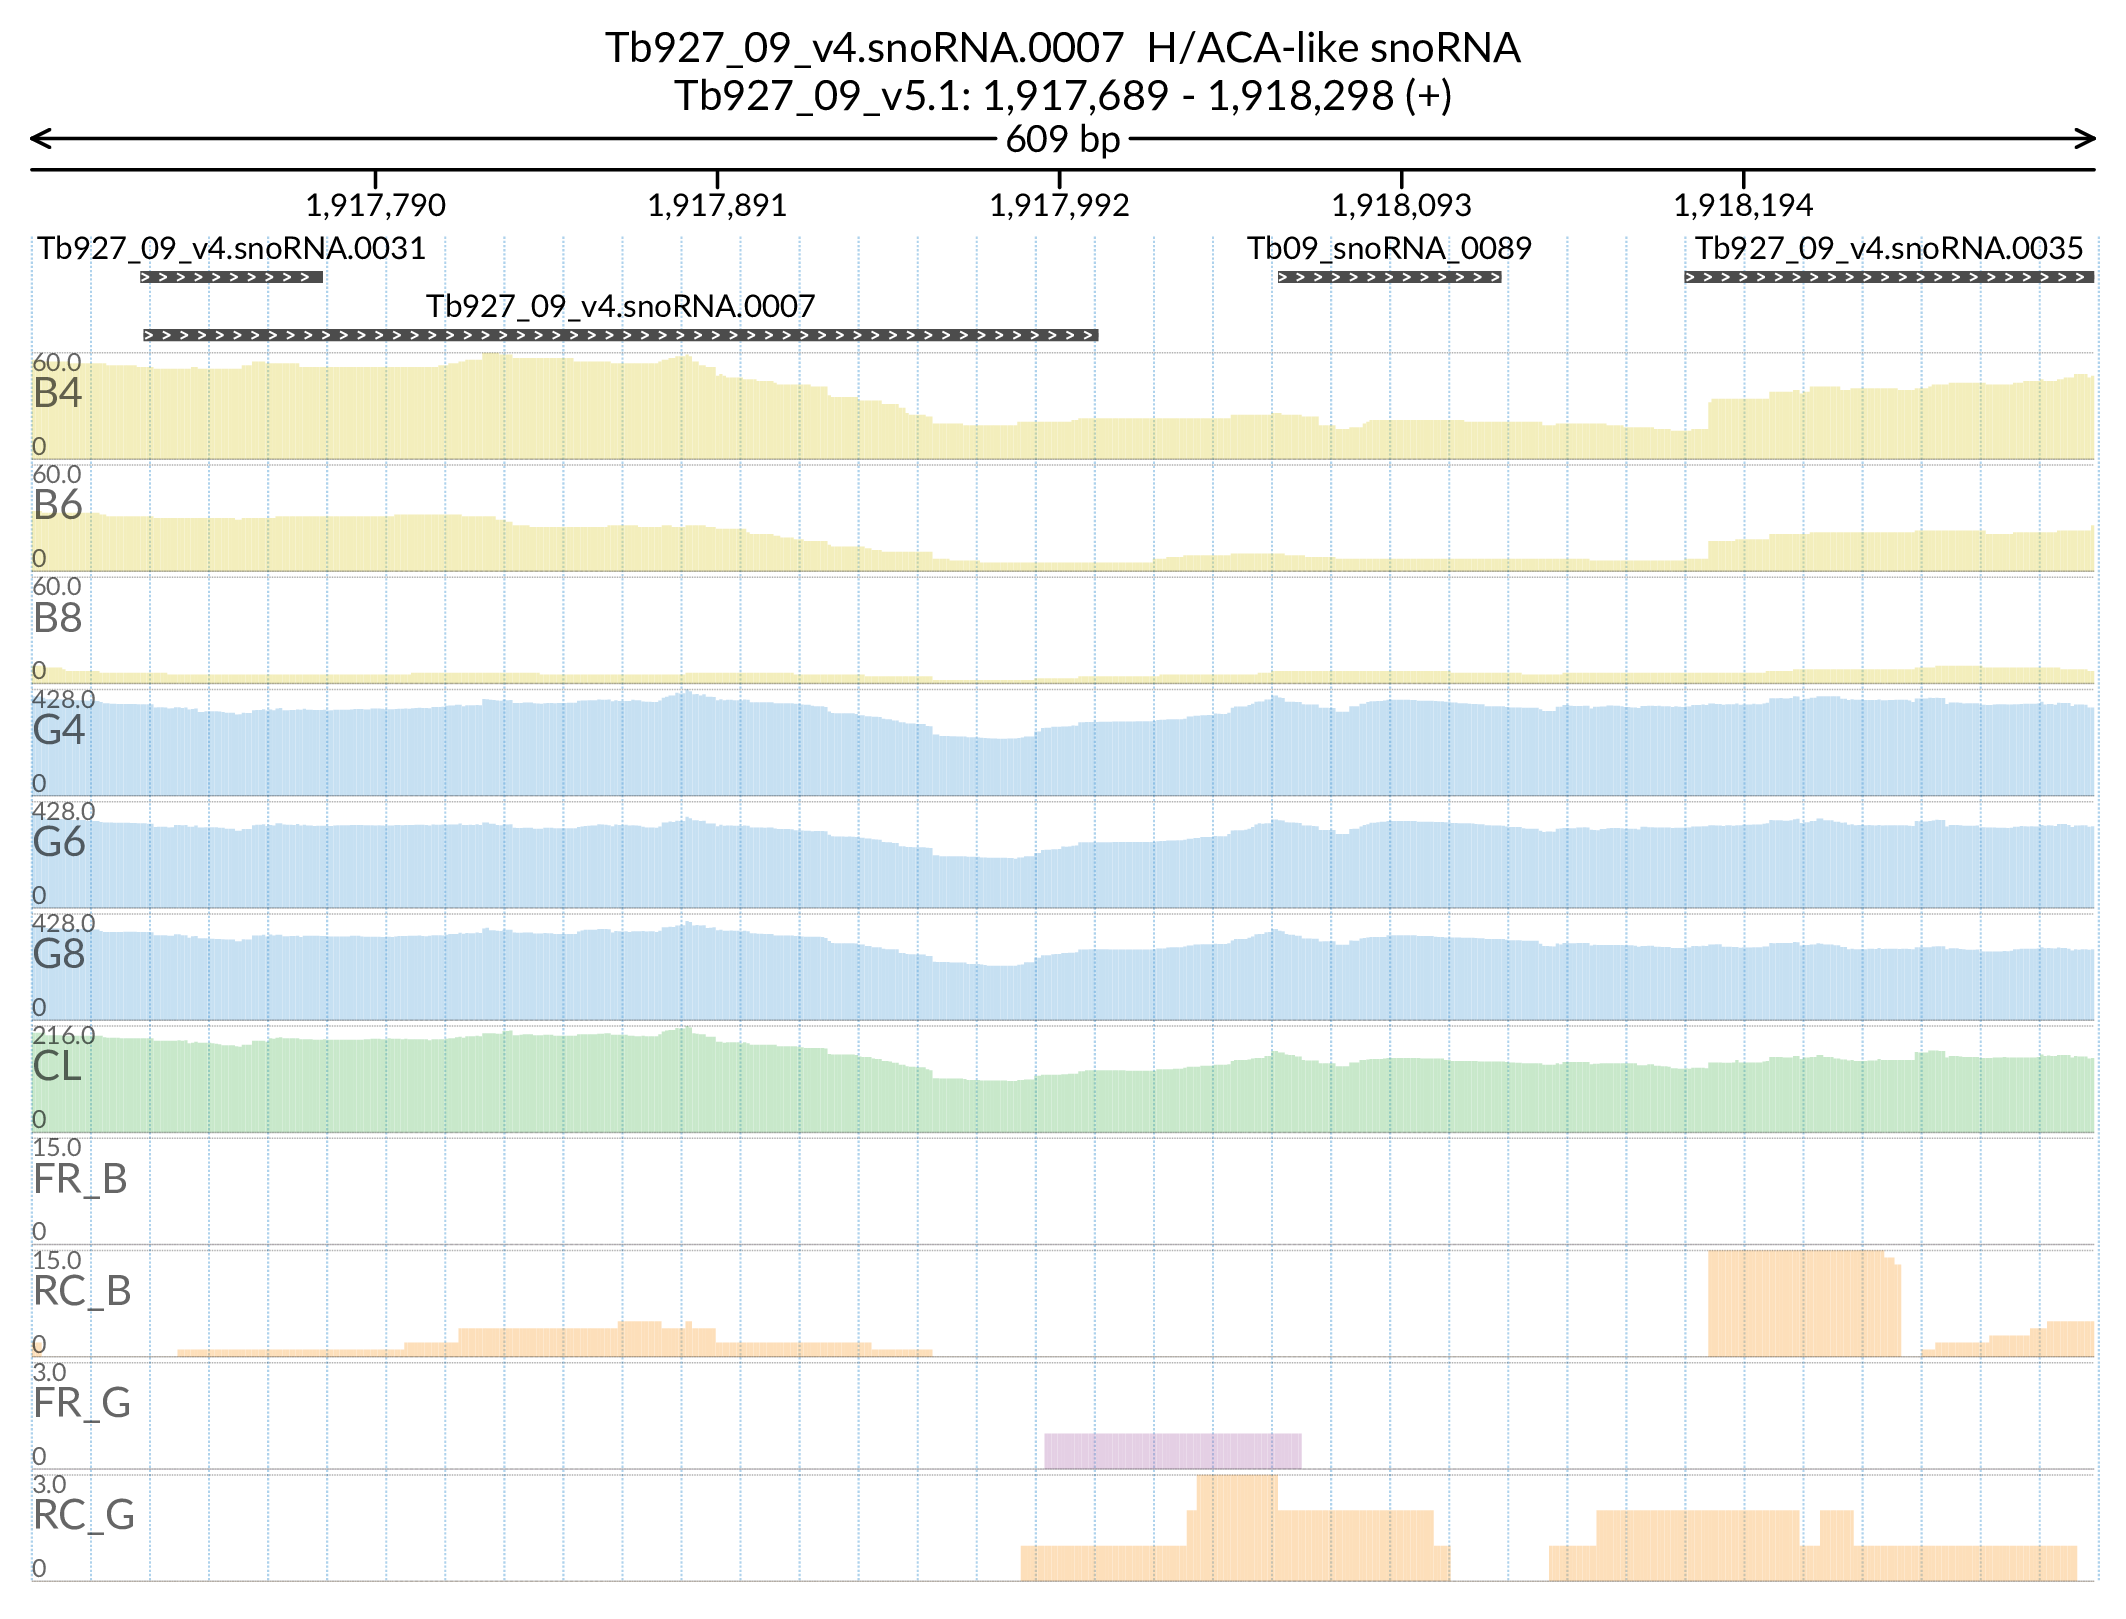 Tb927_09_v4.snoRNA.0007 H/ACA-like snoRNA
Tb927_09_v5.1: 1,917,689 - 1,918,298 (+)
609 bp
1,917,790 1,917,891 1,917,992 1,918,093 1,918,194
Tb927_09_v4.snoRNA.0031 Tb09_snoRNA_0089 Tb927_09_v4.snoRNA.0035
Tb927_09_v4.snoRNA.0007
60.0
B4
0
60.0
B6
0
60.0
B8
0
428.0
G4
0
428.0
G6
0
428.0
G8
0
216.0
CL
0
15.0
FR_B
0
15.0
RC_B
0
3.0
FR_G
0
3.0
RC_G
0